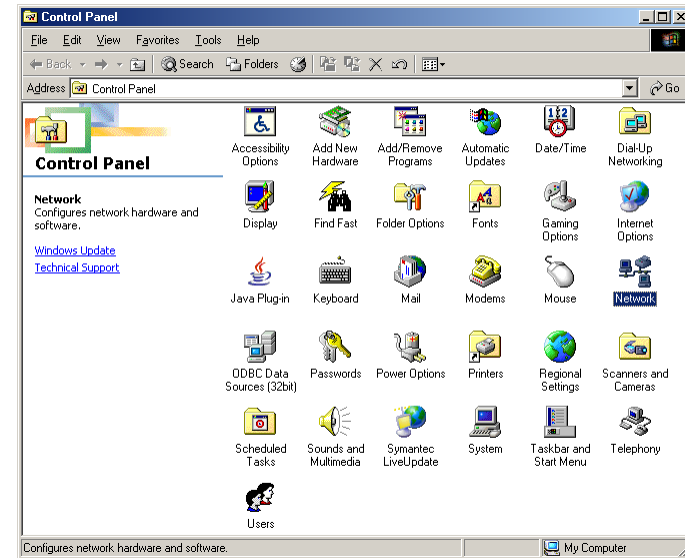 Control Panel
File Edit View Favorites Tools Help
Back Search Folders
Address Control Panel Go
Control Panel
Network
Configures network hardware and
software.
Windows Update
Technical Support
Accessibility
Options
Add New
Hardware
Add/Remove
Programs
Automatic
Updates
Date/Time
Dial-Up
Networking
Display
Find Fast
Folder Options
Fonts
Gaming
Options
Internet
Options
Java Plug-in
Keyboard
Mail
Modems
Mouse
Network
ODBC Data
Sources (32bit)
Passwords
Power Options
Printers
Regional
Settings
Scanners and
Cameras
Scheduled
Tasks
Sounds and
Multimedia
Symantec
LiveUpdate
System
Taskbar and
Start Menu
Telephony
Users
Configures network hardware and software. My Computer